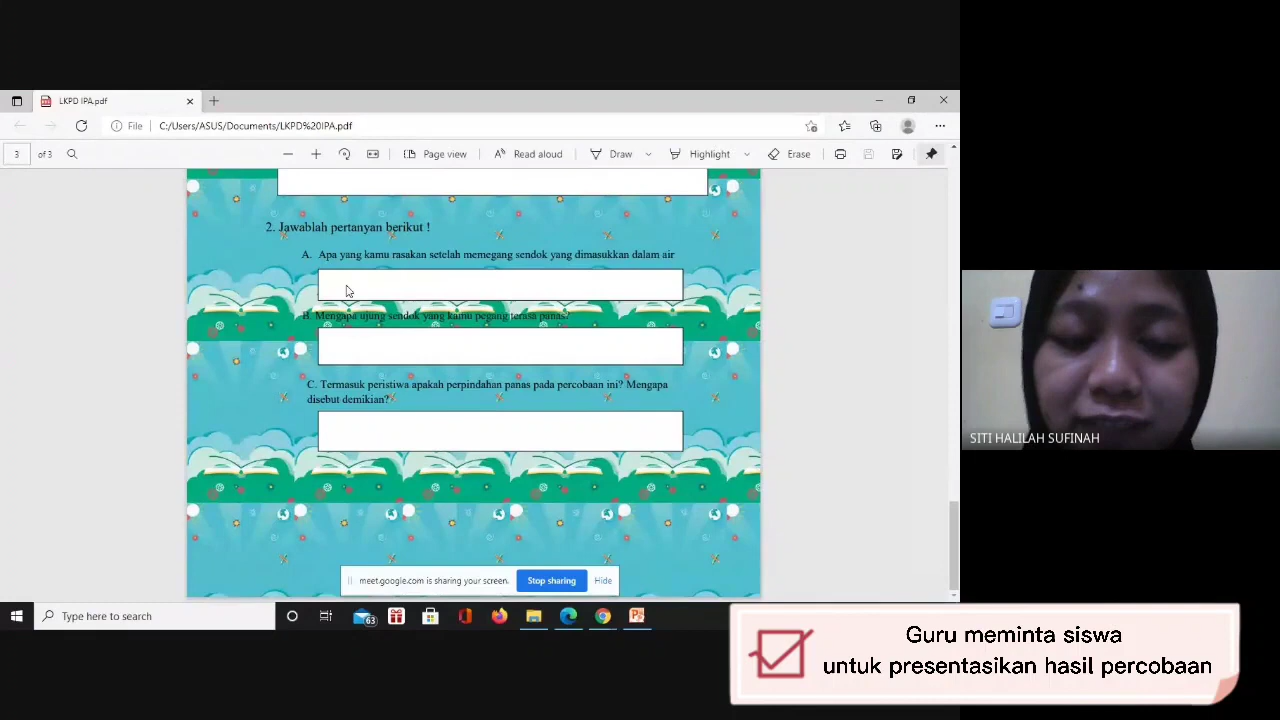 LKPD IPA.pdf
File
C:/Users/ASUS/Documents/LKPD%20IPA.pdf
3 of 3
Page view
Read aloud
Draw
Highlight
Erase
2. Jawablah pertanyan berikut !
A. Apa yang kamu rasakan setelah memegang sendok yang dimasukkan dalam air
B. Mengapa ujung sendok yang kamu pegang terasa panas?
C. Termasuk peristiwa apakah perpindahan panas pada percobaan ini? Mengapa
disebut demikian?
SITI HALILAH SUFINAH
meet.google.com is sharing your screen.
Stop sharing
Hide
Type here to search
63
Guru meminta siswa
untuk presentasikan hasil percobaan